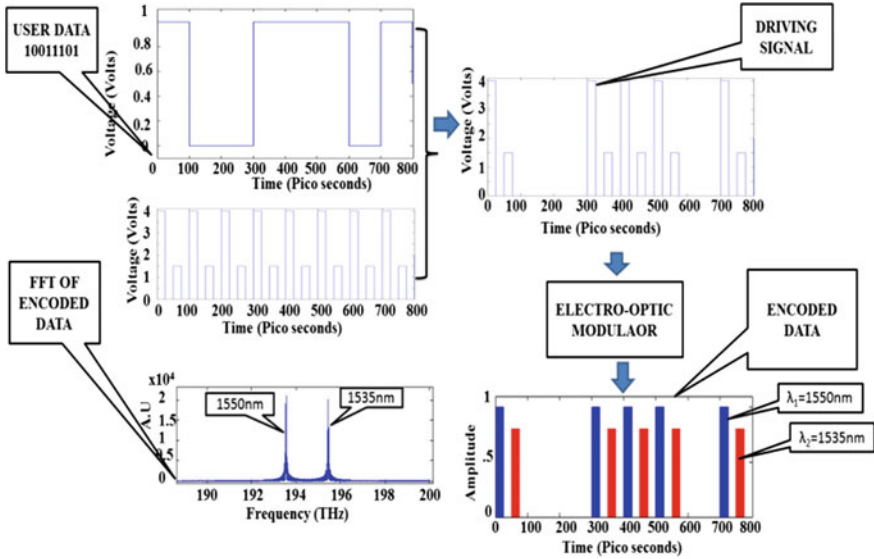 USER DATA
10011101
Voltage (Volts)
1
0.8
0.6
0.4
0.2
0
0 100 200 300 400 500 600 700 800
Time (Pico seconds)
DRIVING
SIGNAL
Voltage (Volts)
4
3
2
1
0
0 100 200 300 400 500 600 700 800
Time (Pico seconds)
Voltage (Volts)
4
3
2
1
0
0 100 200 300 400 500 600 700 800
Time (Pico seconds)
FFT OF
ENCODED
DATA
ELECTRO-OPTIC
MODULAOR
ENCODED
DATA
x10⁴
A.U
2
1.5
1
0.5
0
190 192 194 196 198 200
Frequency (THz)
1550nm
1535nm
Amplitude
1
.5
0
0 100 200 300 400 500 600 700 800
Time (Pico seconds)
λ₁=1550nm
λ₂=1535nm